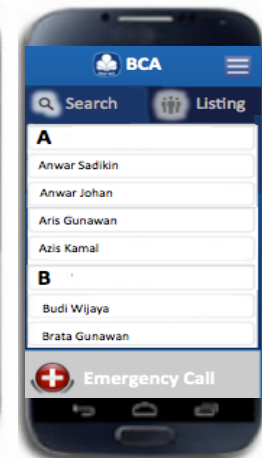 BCA
Search Listing
A
Anwar Sadikin
Anwar Johan
Aris Gunawan
Azis Kamal
B
Budi Wijaya
Brata Gunawan
Emergency Call